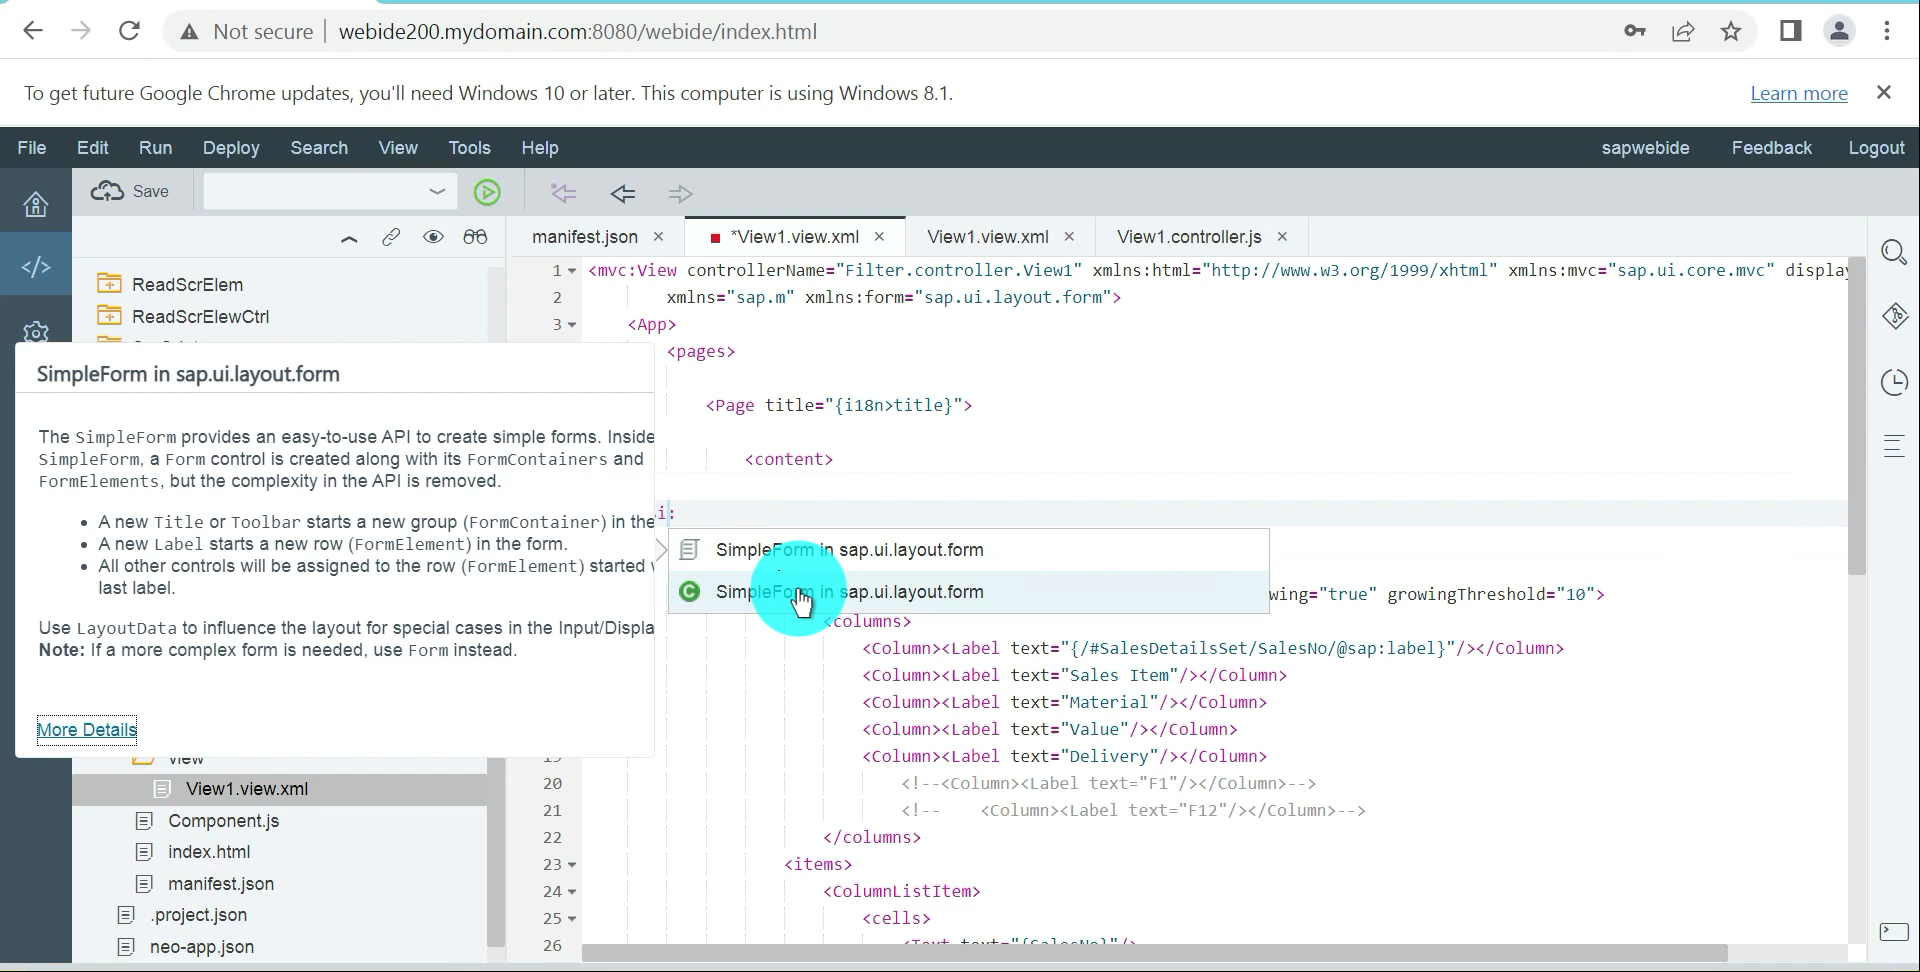 Not secure | webide200.mydomain.com:8080/webide/index.html
To get future Google Chrome updates, you'll need Windows 10 or later. This computer is using Windows 8.1.
Learn more
File Edit Run Deploy Search View Tools Help
sapwebide Feedback Logout
Save
manifest.json
*View1.view.xml
View1.view.xml
View1.controller.js
ReadScrElem
ReadScrElewCtrl
SimpleForm in sap.ui.layout.form
The SimpleForm provides an easy-to-use API to create simple forms. Inside
SimpleForm, a Form control is created along with its FormContainers and
FormElements, but the complexity in the API is removed.
• A new Title or Toolbar starts a new group (FormContainer) in the
• A new Label starts a new row (FormElement) in the form.
• All other controls will be assigned to the row (FormElement) started
last label.
Use LayoutData to influence the layout for special cases in the Input/Displa
Note: If a more complex form is needed, use Form instead.
More Details
view
View1.view.xml
Component.js
index.html
manifest.json
.project.json
neo-app.json
1 <mvc:View controllerName="Filter.controller.View1" xmlns:html="http://www.w3.org/1999/xhtml" xmlns:mvc="sap.ui.core.mvc" display
2 xmlns="sap.m" xmlns:form="sap.ui.layout.form">
3 <App>
<pages>
<Page title="{i18n>title}">
<content>
i:
SimpleForm in sap.ui.layout.form
SimpleForm in sap.ui.layout.form
wing="true" growingThreshold="10">
<columns>
<Column><Label text="{/#SalesDetailsSet/SalesNo/@sap:label}"/></Column>
<Column><Label text="Sales Item"/></Column>
<Column><Label text="Material"/></Column>
<Column><Label text="Value"/></Column>
19 <Column><Label text="Delivery"/></Column>
20 <!--<Column><Label text="F1"/></Column>-->
21 <!-- <Column><Label text="F12"/></Column>-->
22 </columns>
23 <items>
24 <ColumnListItem>
25 <cells>
26 <Text text="{SalesNo}"/>